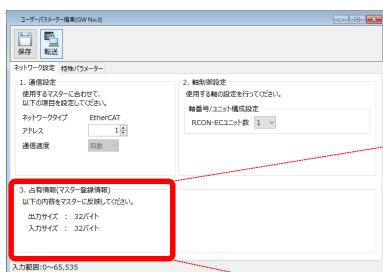 ユーザーパラメーター編集[GW No.0]
保存 転送
ネットワーク設定 特殊パラメーター
1. 通信設定
使用するマスターに合わせて、
以下の項目を設定してください。
ネットワークタイプ EtherCAT
アドレス 1
通信速度 自動
2. 軸制御設定
使用する軸の設定を行ってください。
軸番号/ユニット構成設定
RCON-ECユニット数 1
3. 占有情報(マスター登録情報)
以下の内容をマスターに反映してください。
出力サイズ : 32バイト
入力サイズ : 32バイト
入力範囲:0～65,535